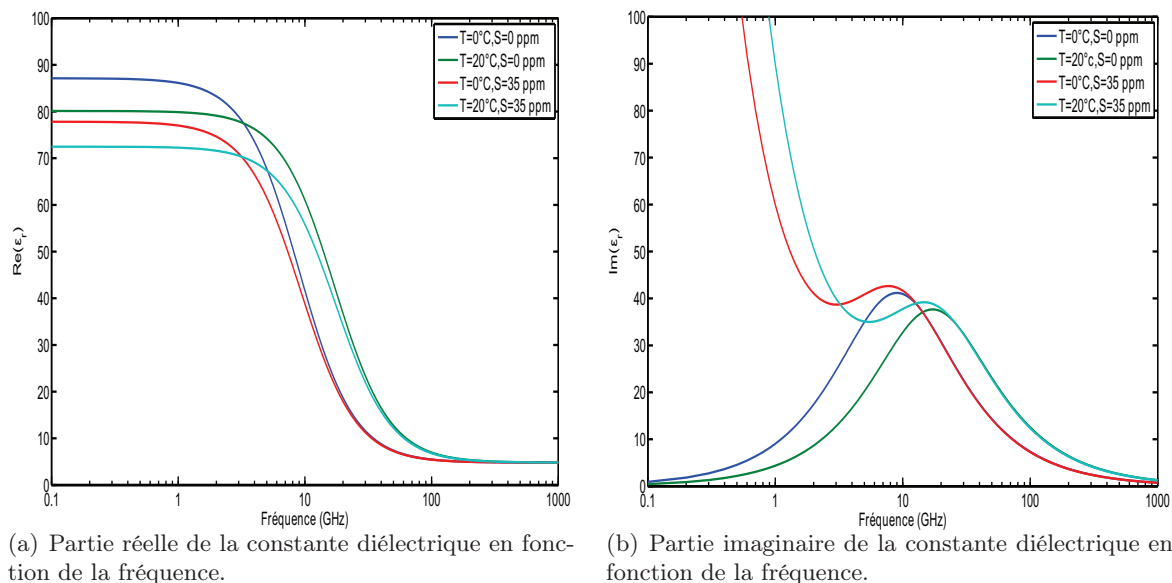 100
90
80
70
60
50
40
30
20
10
0
Re(εr)
T=0°C,S=0 ppm
T=20°C,S=0 ppm
T=0°C,S=35 ppm
T=20°C,S=35 ppm
0.1 1 10 100 1000
Fréquence (GHz)
(a) Partie réelle de la constante diélectrique en fonc-
tion de la fréquence.
100
90
80
70
60
50
40
30
20
10
0
Im(εr)
T=0°C,S=0 ppm
T=20°c,S=0 ppm
T=0°C,S=35 ppm
T=20°C,S=35 ppm
0.1 1 10 100 1000
Fréquence (GHz)
(b) Partie imaginaire de la constante diélectrique en
fonction de la fréquence.